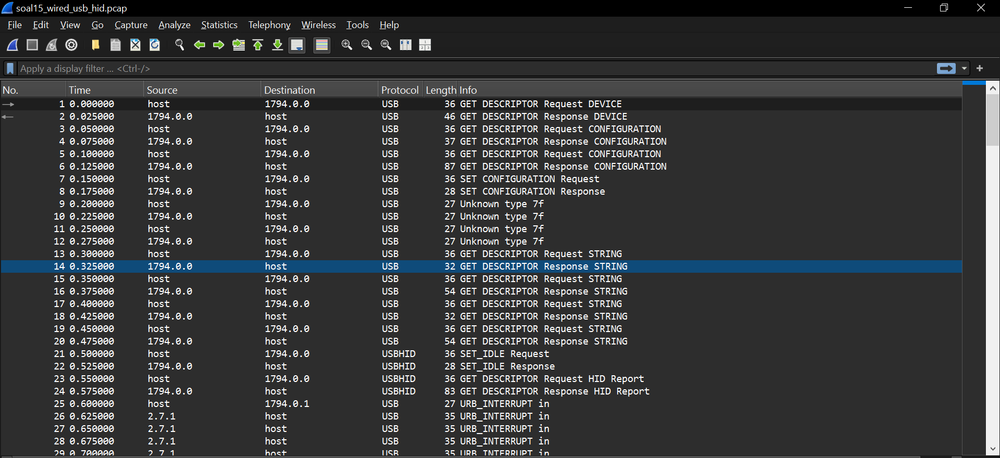 soal15_wired_usb_hid.pcap
File Edit View Go Capture Analyze Statistics Telephony Wireless Tools Help
Apply a display filter ... <Ctrl-/>
No. Time Source Destination Protocol Length Info
1 0.000000 host 1794.0.0 USB 36 GET DESCRIPTOR Request DEVICE
2 0.025000 1794.0.0 host USB 46 GET DESCRIPTOR Response DEVICE
3 0.050000 host 1794.0.0 USB 36 GET DESCRIPTOR Request CONFIGURATION
4 0.075000 1794.0.0 host USB 37 GET DESCRIPTOR Response CONFIGURATION
5 0.100000 host 1794.0.0 USB 36 GET DESCRIPTOR Request CONFIGURATION
6 0.125000 1794.0.0 host USB 87 GET DESCRIPTOR Response CONFIGURATION
7 0.150000 host 1794.0.0 USB 36 SET CONFIGURATION Request
8 0.175000 1794.0.0 host USB 28 SET CONFIGURATION Response
9 0.200000 host 1794.0.0 USB 27 Unknown type 7f
10 0.225000 1794.0.0 host USB 27 Unknown type 7f
11 0.250000 host 1794.0.0 USB 27 Unknown type 7f
12 0.275000 1794.0.0 host USB 27 Unknown type 7f
13 0.300000 host 1794.0.0 USB 36 GET DESCRIPTOR Request STRING
14 0.325000 1794.0.0 host USB 32 GET DESCRIPTOR Response STRING
15 0.350000 host 1794.0.0 USB 36 GET DESCRIPTOR Request STRING
16 0.375000 1794.0.0 host USB 54 GET DESCRIPTOR Response STRING
17 0.400000 host 1794.0.0 USB 36 GET DESCRIPTOR Request STRING
18 0.425000 1794.0.0 host USB 32 GET DESCRIPTOR Response STRING
19 0.450000 host 1794.0.0 USB 36 GET DESCRIPTOR Request STRING
20 0.475000 1794.0.0 host USB 54 GET DESCRIPTOR Response STRING
21 0.500000 host 1794.0.0 USBHID 36 SET_IDLE Request
22 0.525000 1794.0.0 host USBHID 28 SET_IDLE Response
23 0.550000 host 1794.0.0 USBHID 36 GET DESCRIPTOR Request HID Report
24 0.575000 1794.0.0 host USBHID 83 GET DESCRIPTOR Response HID Report
25 0.600000 host 1794.0.1 USB 27 URB_INTERRUPT in
26 0.625000 2.7.1 host USB 35 URB_INTERRUPT in
27 0.650000 2.7.1 host USB 35 URB_INTERRUPT in
28 0.675000 2.7.1 host USB 35 URB_INTERRUPT in
29 0.700000 2.7.1 host USB 35 URB_INTERRUPT in